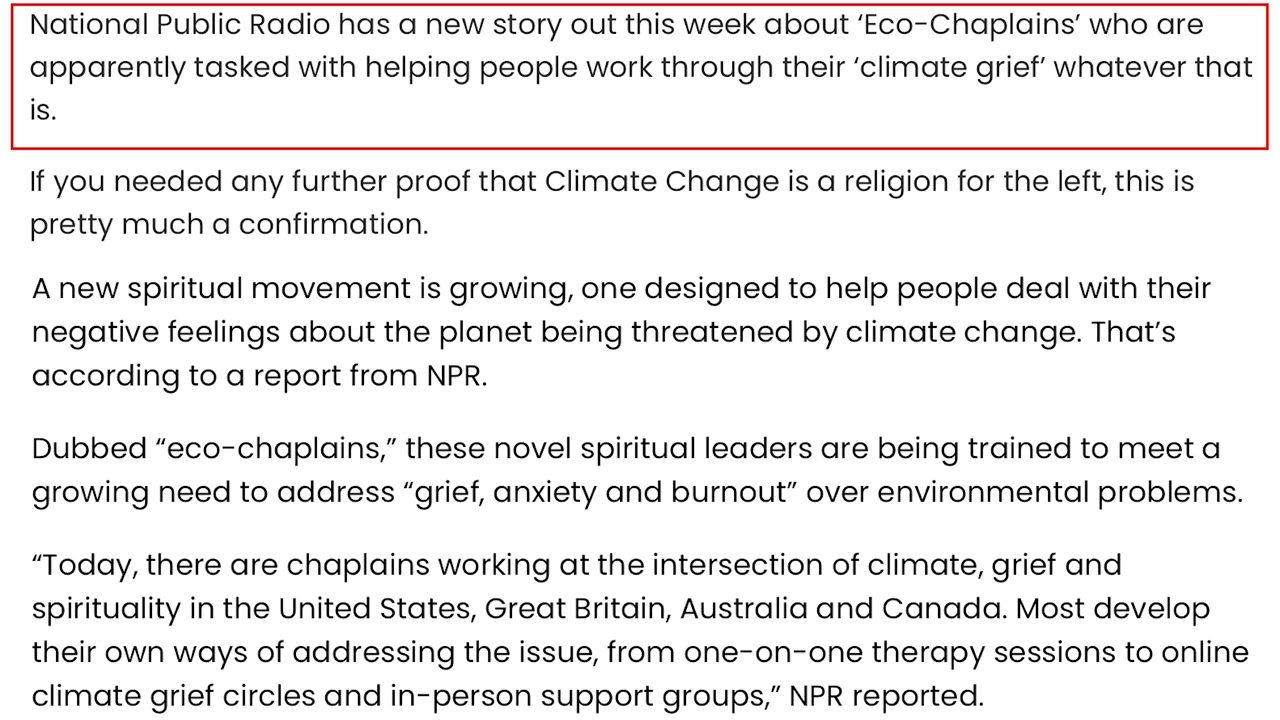 National Public Radio has a new story out this week about ‘Eco-Chaplains’ who are
apparently tasked with helping people work through their ‘climate grief’ whatever that
is.
If you needed any further proof that Climate Change is a religion for the left, this is
pretty much a confirmation.
A new spiritual movement is growing, one designed to help people deal with their
negative feelings about the planet being threatened by climate change. That’s
according to a report from NPR.
Dubbed “eco-chaplains,” these novel spiritual leaders are being trained to meet a
growing need to address “grief, anxiety and burnout” over environmental problems.
“Today, there are chaplains working at the intersection of climate, grief and
spirituality in the United States, Great Britain, Australia and Canada. Most develop
their own ways of addressing the issue, from one-on-one therapy sessions to online
climate grief circles and in-person support groups,” NPR reported.